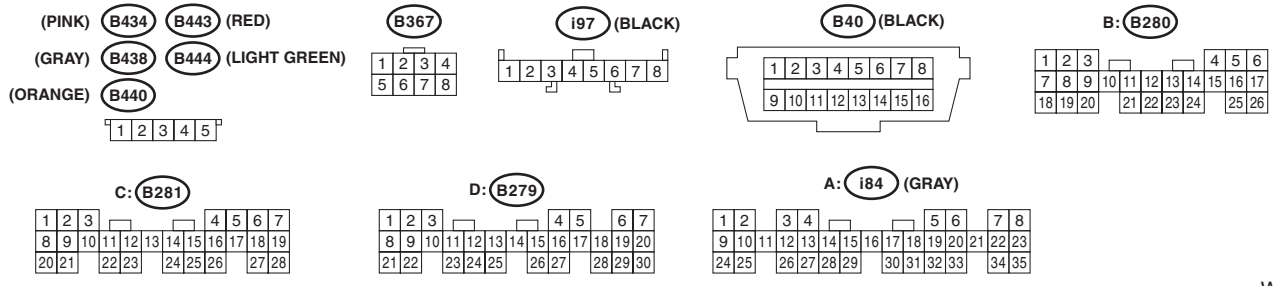 (PINK) B434 B443 (RED)
(GRAY) B438 B444 (LIGHT GREEN)
(ORANGE) B440
1 2 3 4 5
B367
1 2 3 4
5 6 7 8
i97 (BLACK)
1 2 3 4 5 6 7 8
B40 (BLACK)
1 2 3 4 5 6 7 8
9 10 11 12 13 14 15 16
B: B280
1 2 3 4 5 6
7 8 9 10 11 12 13 14 15 16 17
18 19 20 21 22 23 24 25 26
C: B281
1 2 3 4 5 6 7
8 9 10 11 12 13 14 15 16 17 18 19
20 21 22 23 24 25 26 27 28
D: B279
1 2 3 4 5 6 7
8 9 10 11 12 13 14 15 16 17 18 19 20
21 22 23 24 25 26 27 28 29 30
A: i84 (GRAY)
1 2 3 4 5 6 7 8
9 10 11 12 13 14 15 16 17 18 19 20 21 22 23
24 25 26 27 28 29 30 31 32 33 34 35